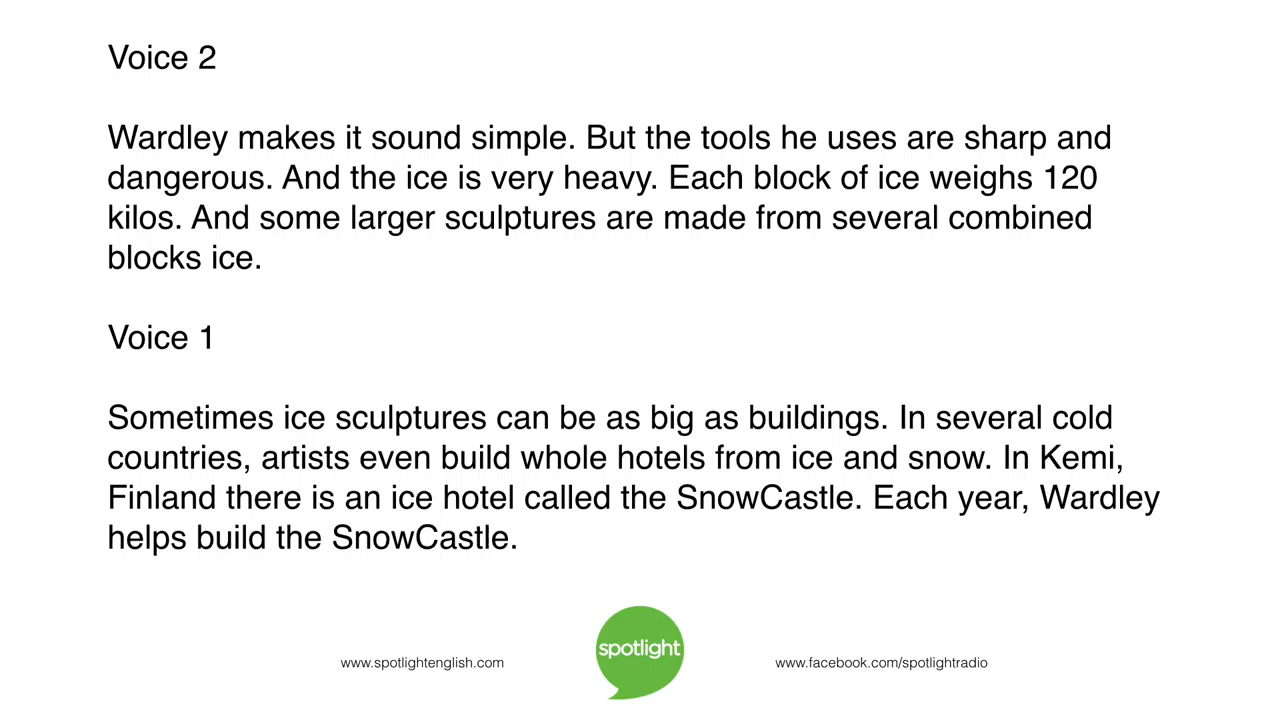 Voice 2
Wardley makes it sound simple. But the tools he uses are sharp and
dangerous. And the ice is very heavy. Each block of ice weighs 120
kilos. And some larger sculptures are made from several combined
blocks ice.
Voice 1
Sometimes ice sculptures can be as big as buildings. In several cold
countries, artists even build whole hotels from ice and snow. In Kemi,
Finland there is an ice hotel called the SnowCastle. Each year, Wardley
helps build the SnowCastle.
www.spotlightenglish.com
spotlight
www.facebook.com/spotlightradio